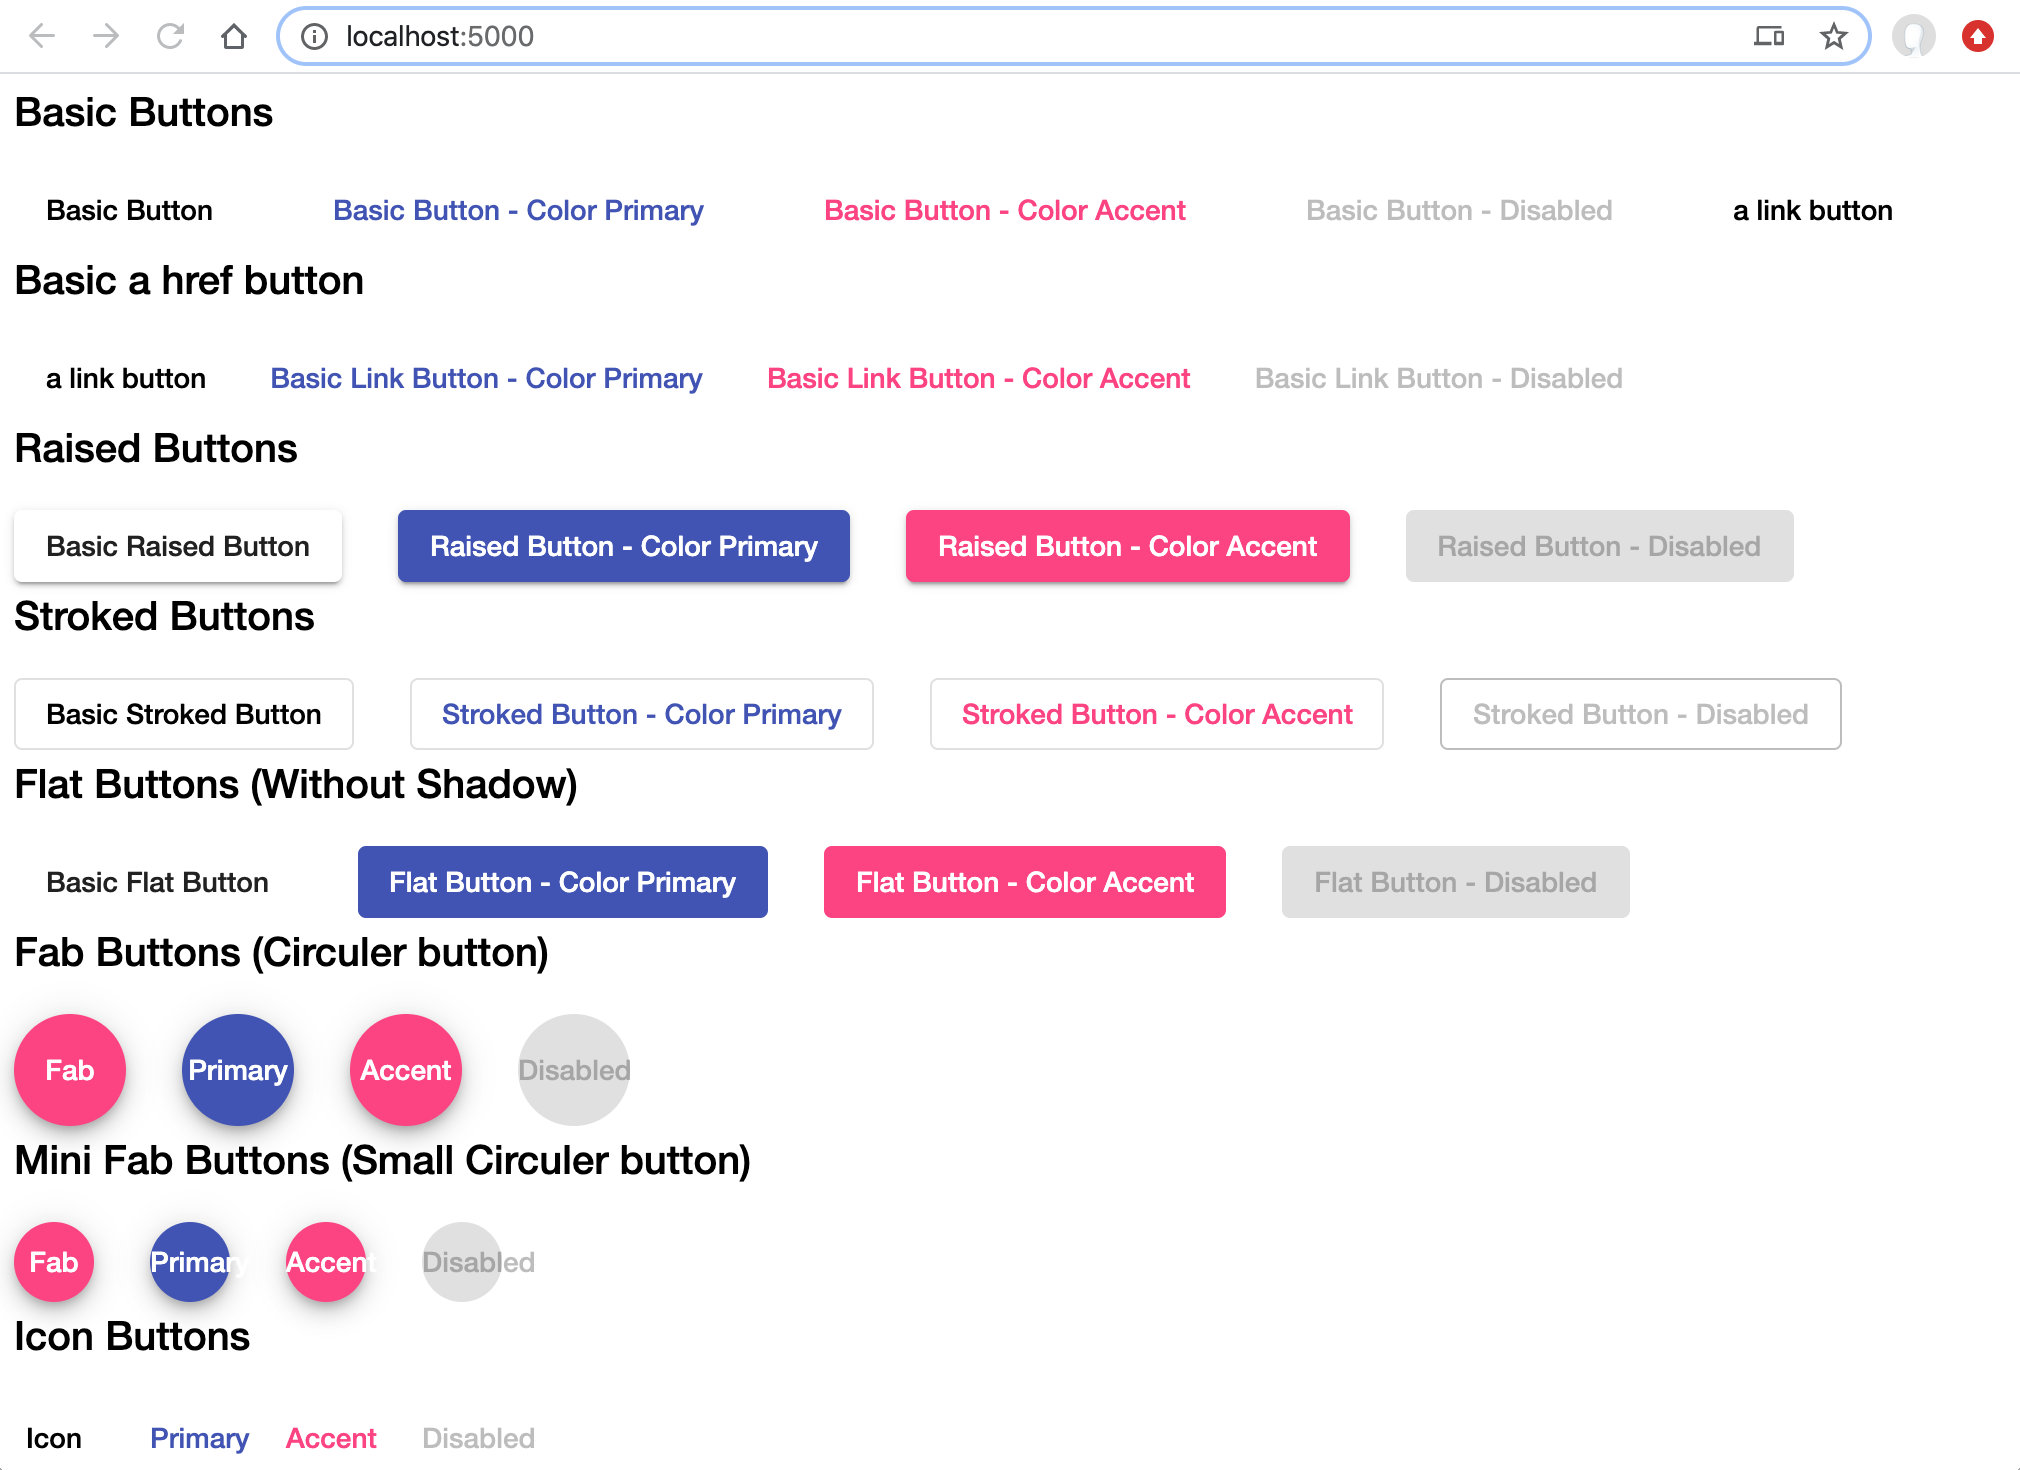 localhost:5000
Basic Buttons
Basic Button Basic Button - Color Primary Basic Button - Color Accent Basic Button - Disabled a link button
Basic a href button
a link button Basic Link Button - Color Primary Basic Link Button - Color Accent Basic Link Button - Disabled
Raised Buttons
Basic Raised Button Raised Button - Color Primary Raised Button - Color Accent Raised Button - Disabled
Stroked Buttons
Basic Stroked Button Stroked Button - Color Primary Stroked Button - Color Accent Stroked Button - Disabled
Flat Buttons (Without Shadow)
Basic Flat Button Flat Button - Color Primary Flat Button - Color Accent Flat Button - Disabled
Fab Buttons (Circuler button)
Fab Primary Accent Disabled
Mini Fab Buttons (Small Circuler button)
Fab Primary Accent Disabled
Icon Buttons
Icon Primary Accent Disabled